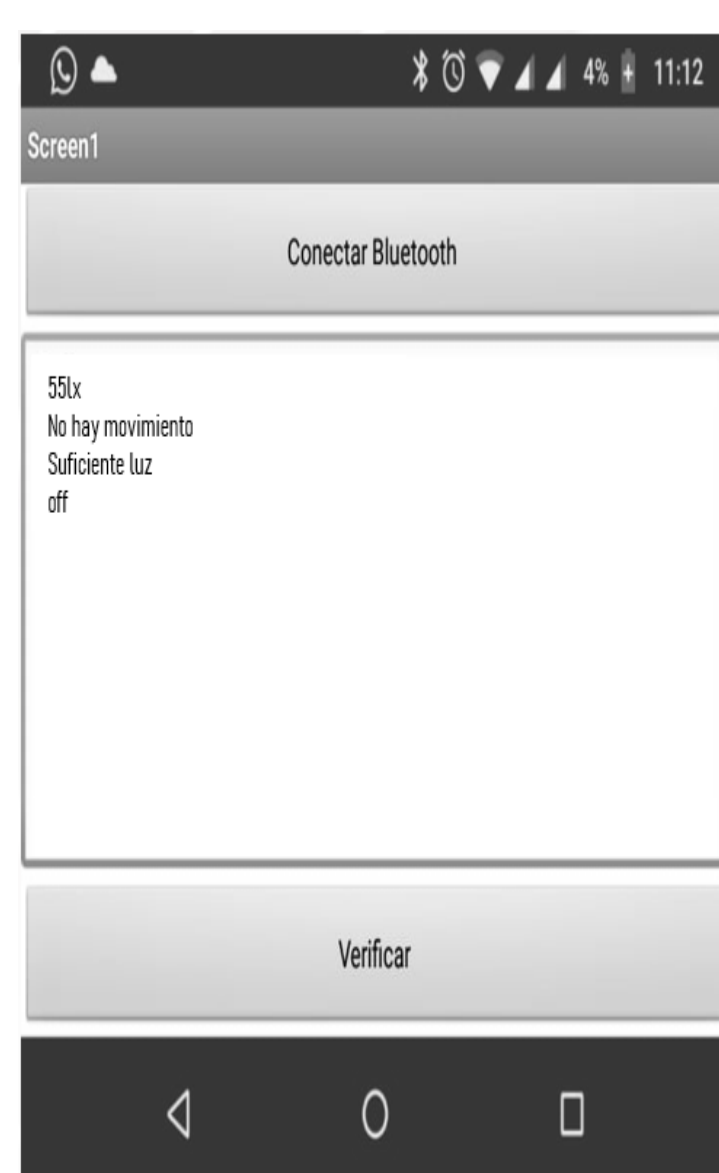 4% 11:12
Screen1
Conectar Bluetooth
55lx
No hay movimiento
Suficiente luz
off
Verificar